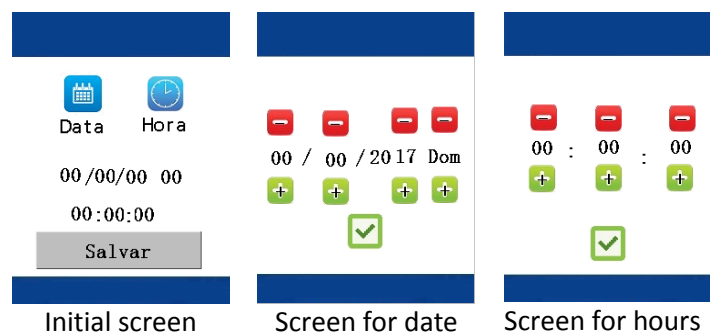 Data Hora
00/00/00 00
00:00:00
Salvar
Initial screen
00 / 00 /2017 Dom
Screen for date
00 : 00 : 00
Screen for hours